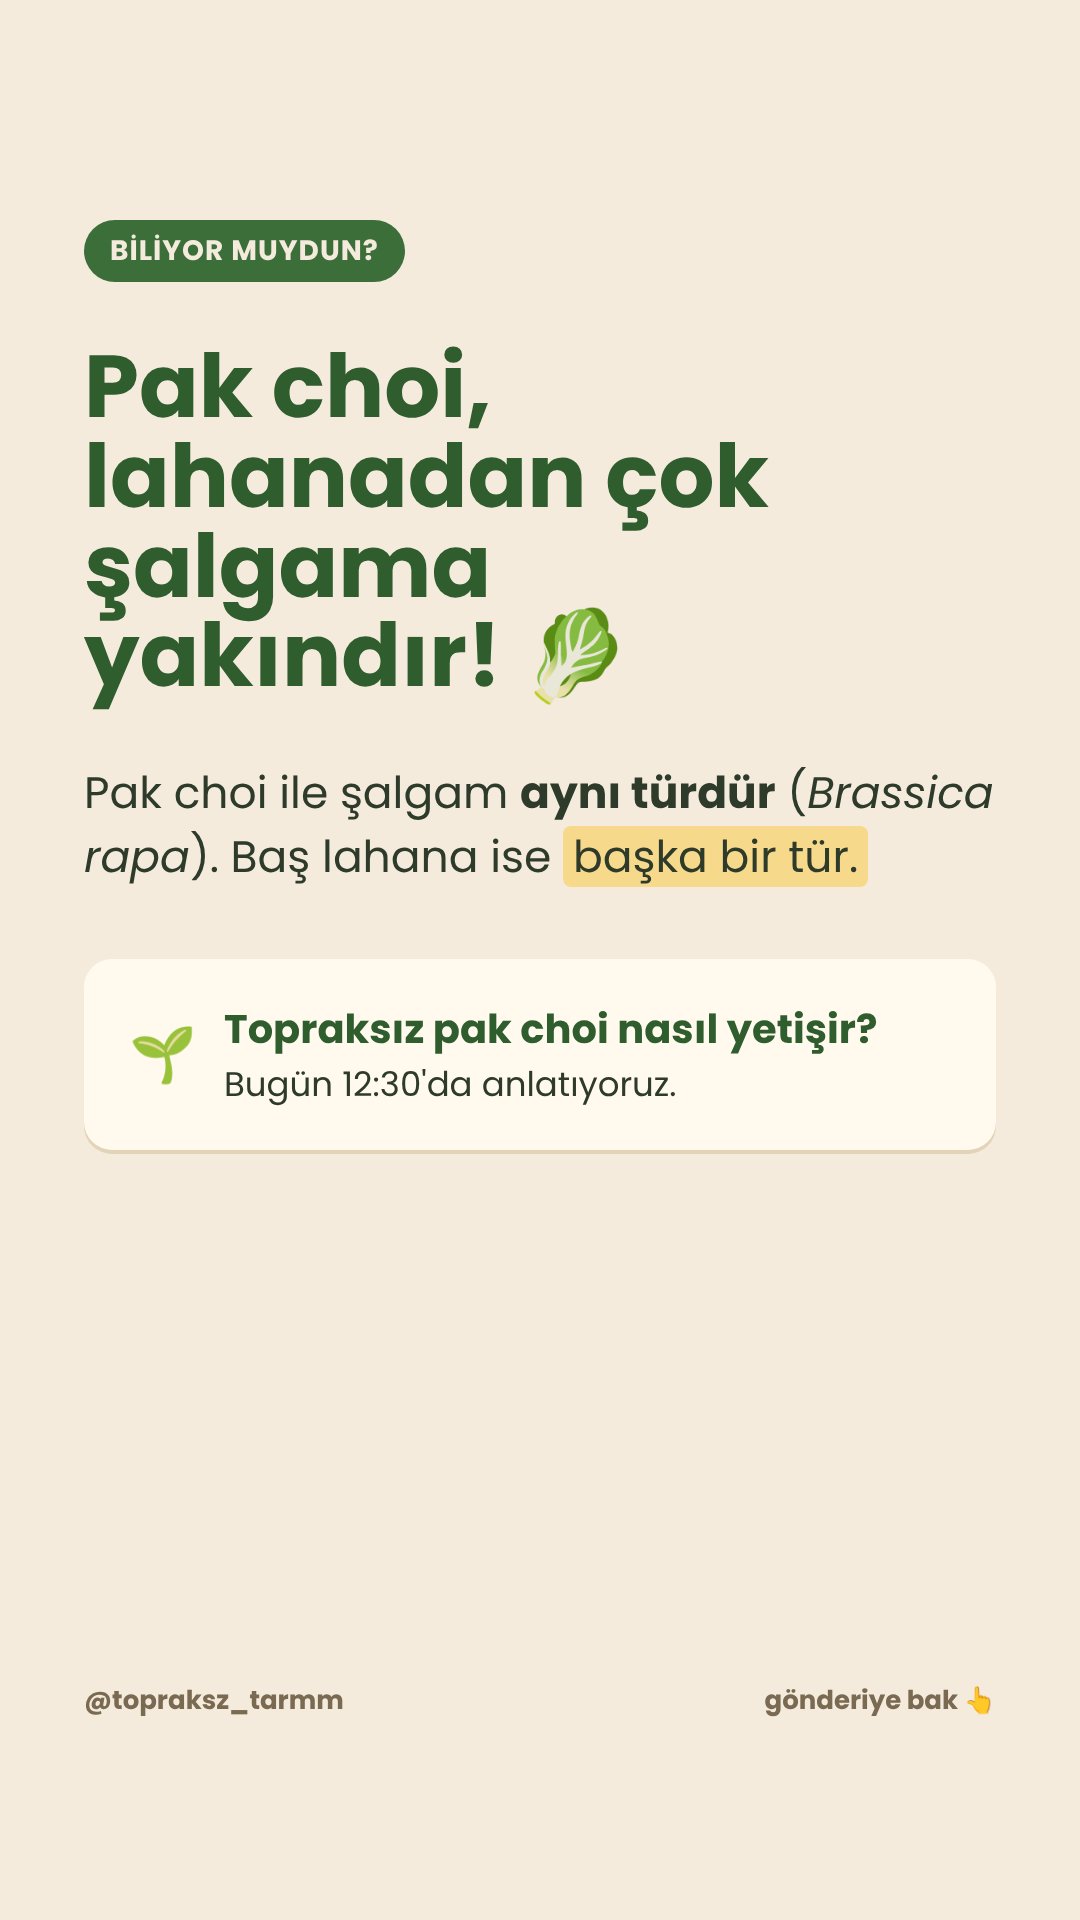 BİLİYOR MUYDUN?
Pak choi,
lahanadan çok
şalgama
yakındır! 🥬
Pak choi ile şalgam aynı türdür (Brassica
rapa). Baş lahana ise başka bir tür.
🌱 Topraksız pak choi nasıl yetişir?
Bugün 12:30'da anlatıyoruz.
@topraksz_tarmm
gönderiye bak 👆